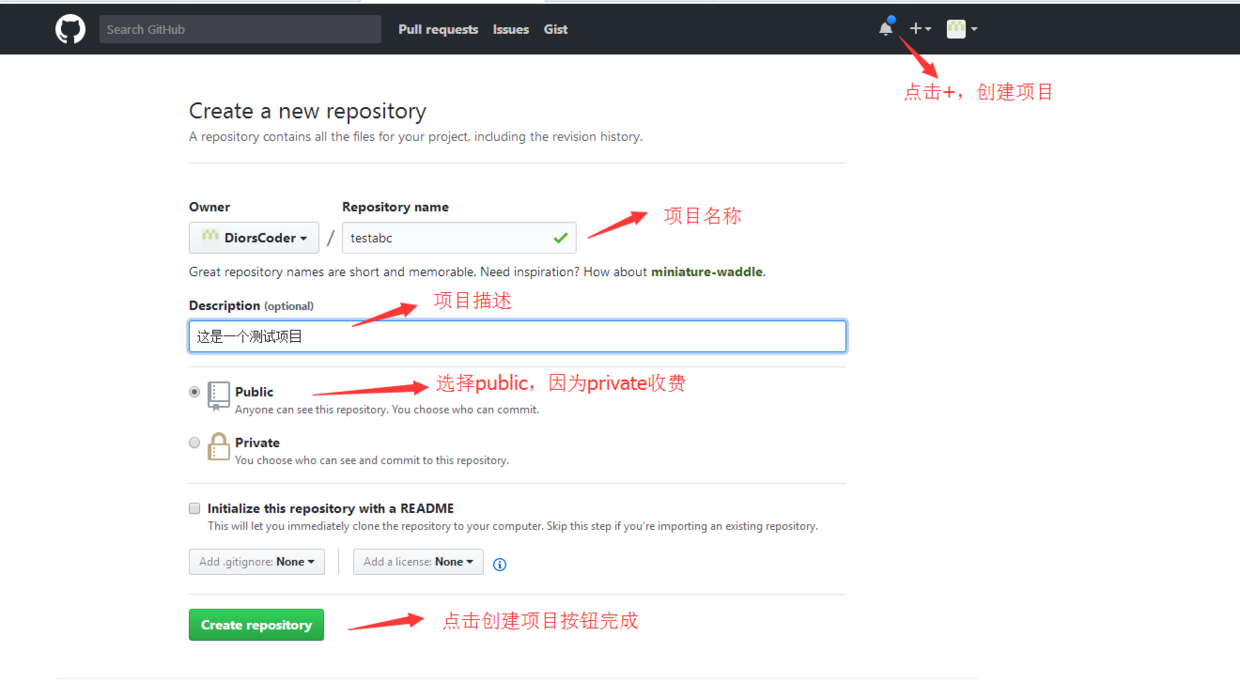 Search GitHub Pull requests Issues Gist
点击+，创建项目
Create a new repository
A repository contains all the files for your project, including the revision history.
Owner Repository name
项目名称
DiorsCoder / testabc
Great repository names are short and memorable. Need inspiration? How about miniature-waddle.
项目描述
Description (optional)
这是一个测试项目
选择public，因为private收费
Public
Anyone can see this repository. You choose who can commit.
Private
You choose who can see and commit to this repository.
Initialize this repository with a README
This will let you immediately clone the repository to your computer. Skip this step if you're importing an existing repository.
Add .gitignore: None Add a license: None
Create repository
点击创建项目按钮完成